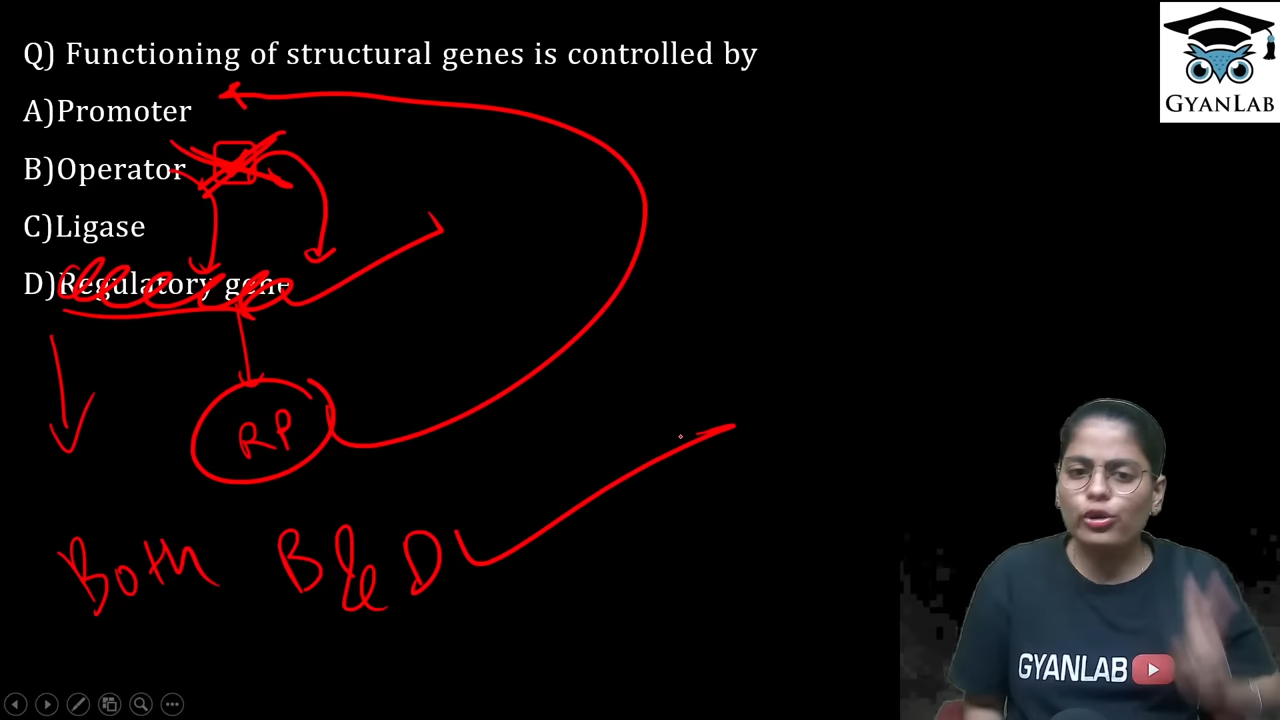 Q) Functioning of structural genes is controlled by
A)Promoter
B)Operator
C)Ligase
D)Regulatory gene
RP
Both B & D
GYANLAB
GYANLAB